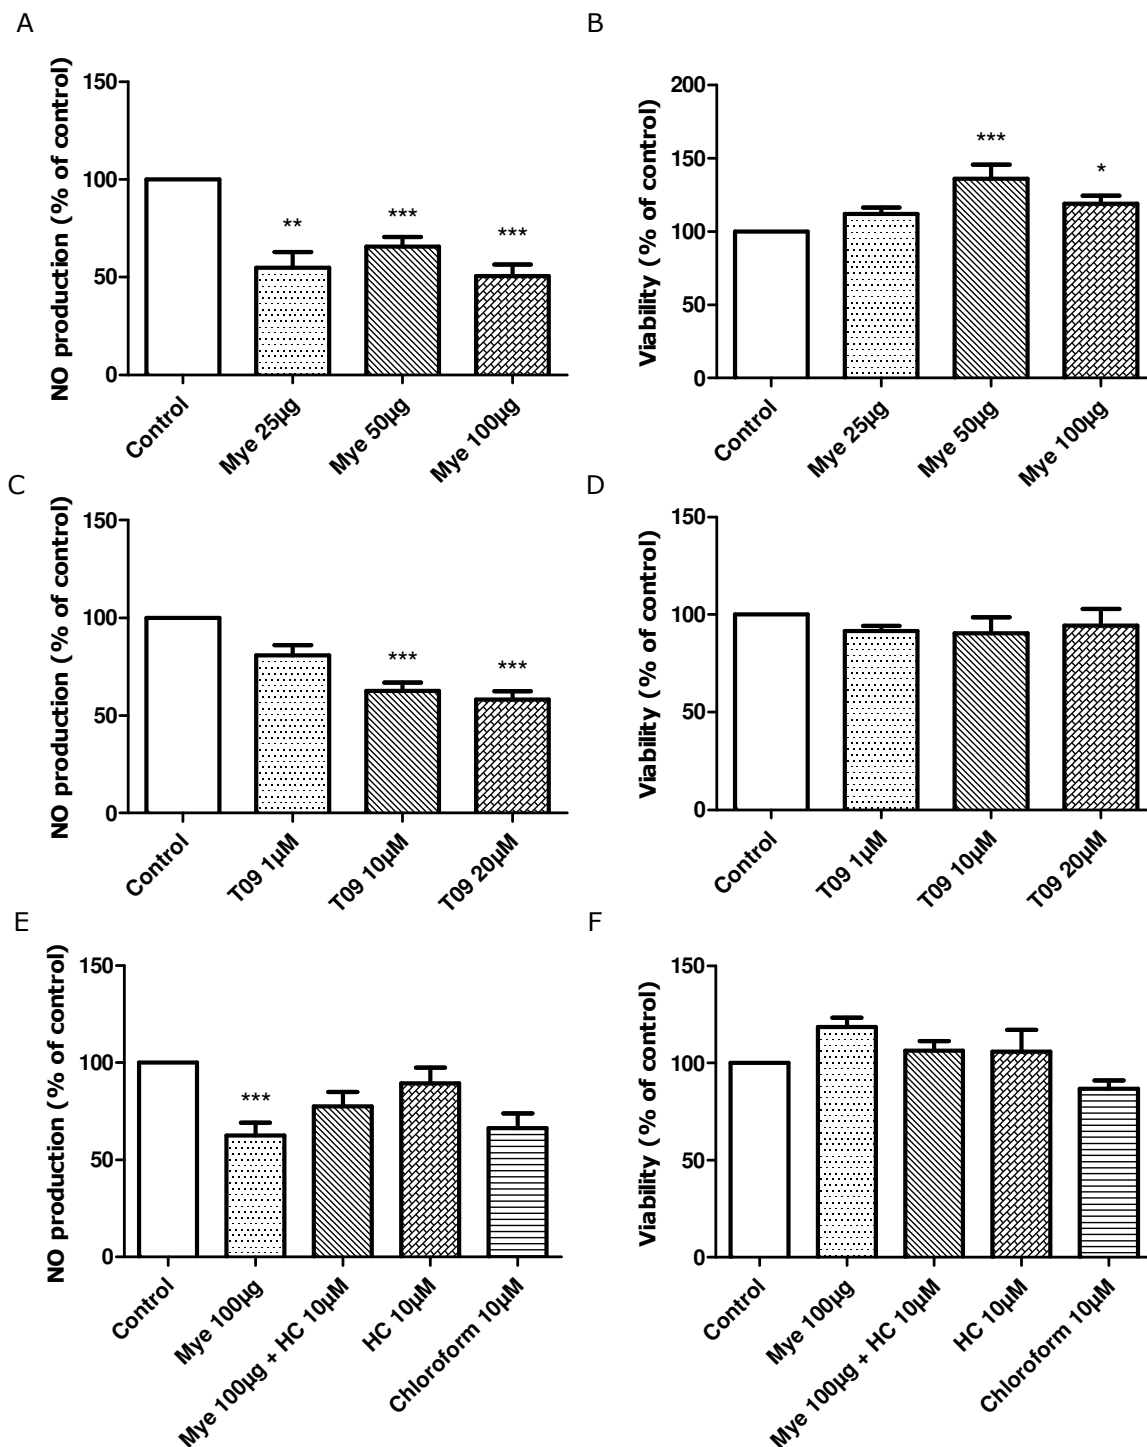 A
NO production (% of control)
150
100
50
0
**
***
***
Control
Mye 25µg
Mye 50µg
Mye 100µg
B
Viability (% of control)
200
150
100
50
0
***
*
Control
Mye 25µg
Mye 50µg
Mye 100µg
C
NO production (% of control)
150
100
50
0
***
***
Control
T09 1µM
T09 10µM
T09 20µM
D
Viability (% of control)
150
100
50
0
Control
T09 1µM
T09 10µM
T09 20µM
E
NO production (% of control)
150
100
50
0
***
Control
Mye 100µg
Mye 100µg + HC 10µM
HC 10µM
Chloroform 10µM
F
Viability (% of control)
150
100
50
0
Control
Mye 100µg
Mye 100µg + HC 10µM
HC 10µM
Chloroform 10µM